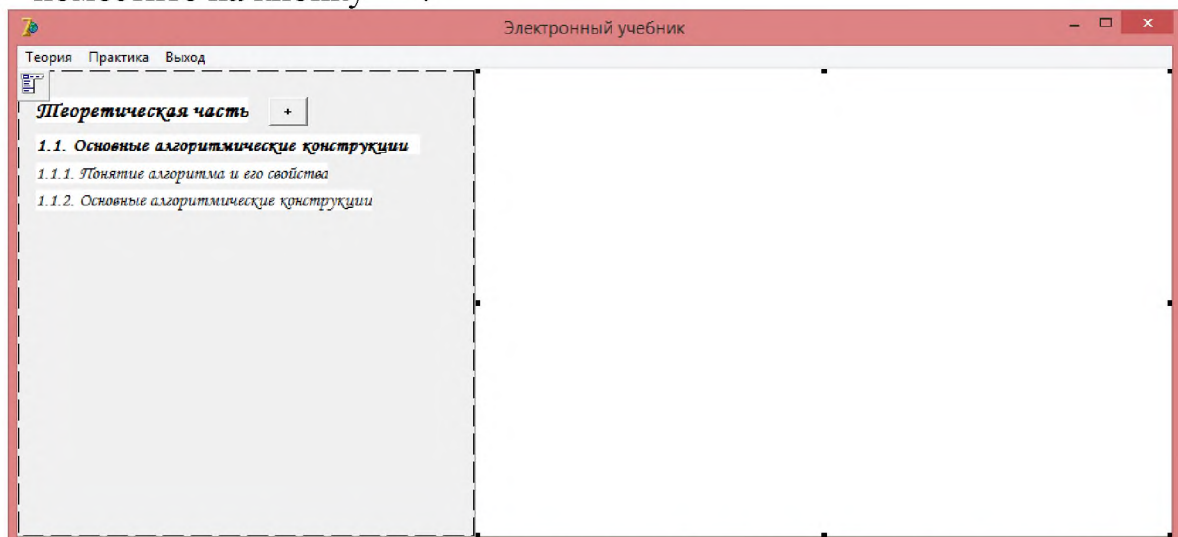 Электронный учебник
Теория Практика Выход
Теоретическая часть +
1.1. Основные алгоритмические конструкции
1.1.1. Понятие алгоритма и его свойства
1.1.2. Основные алгоритмические конструкции